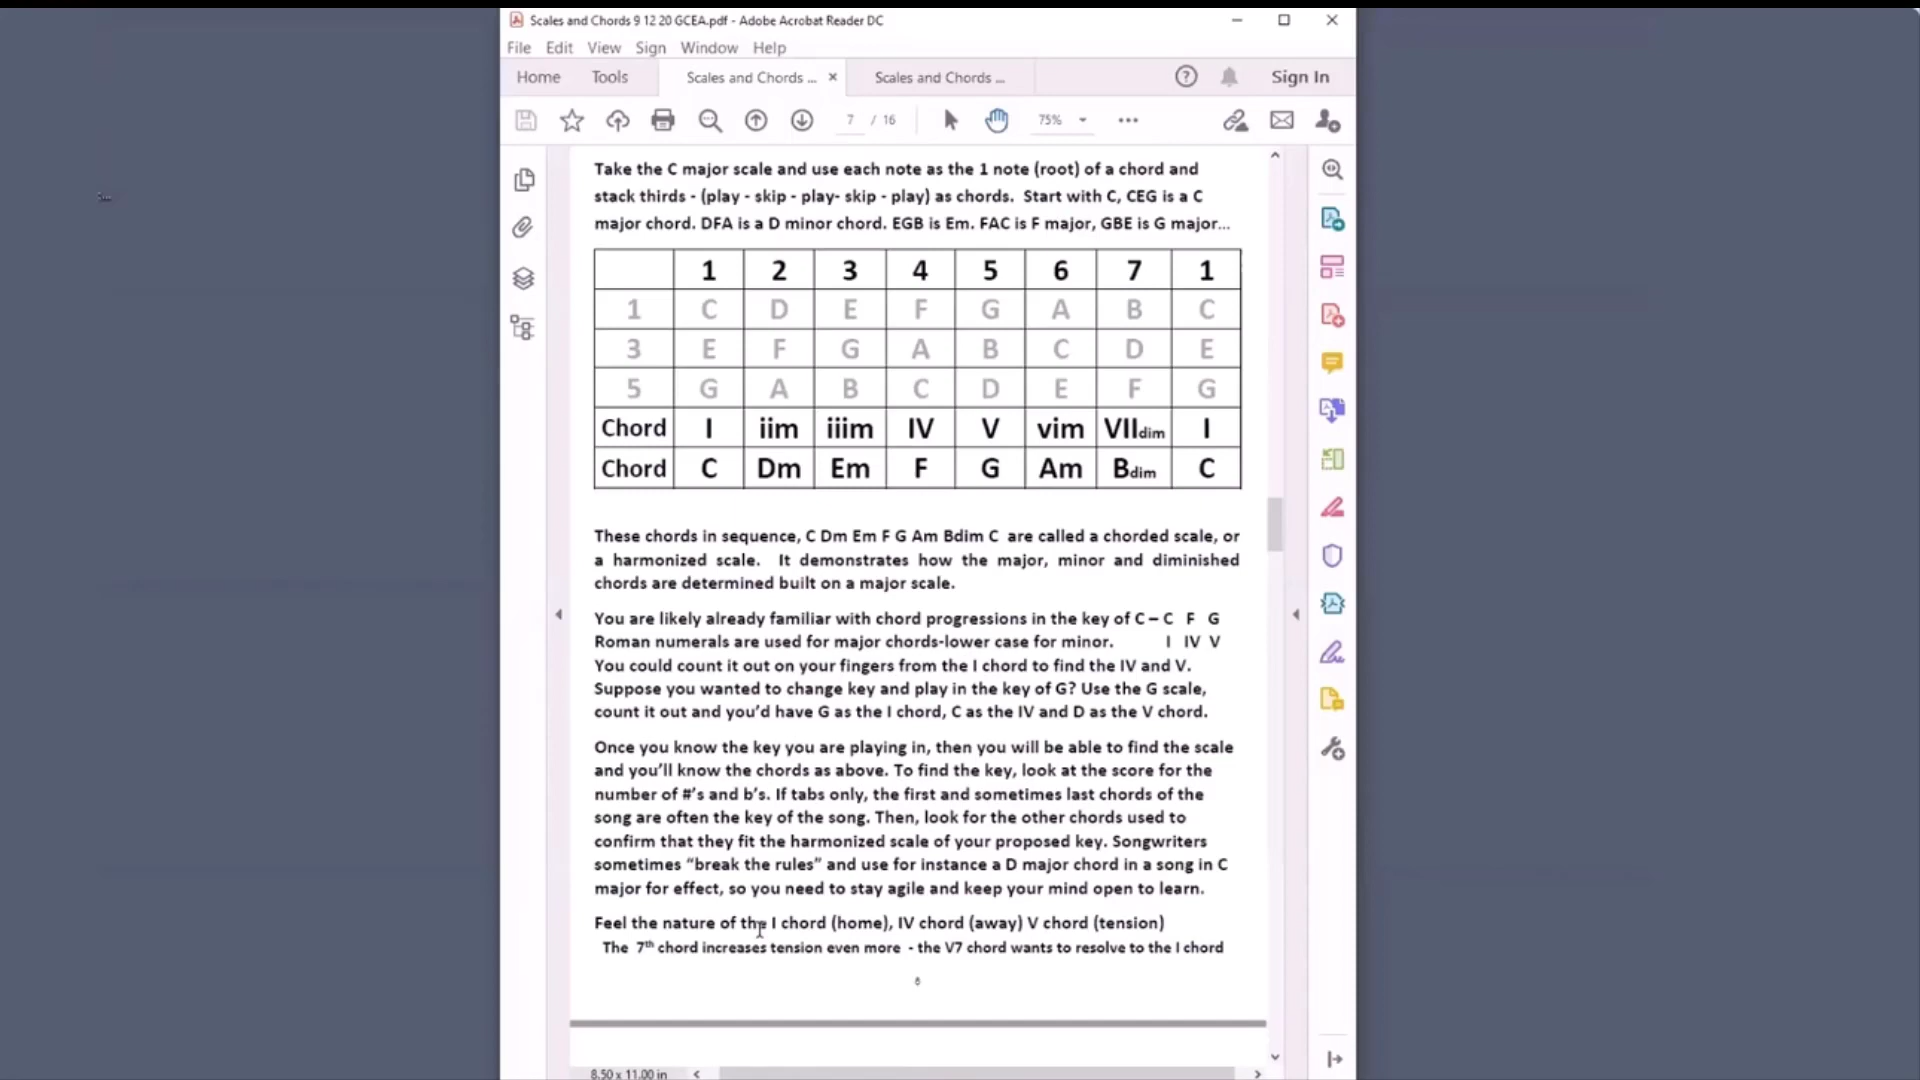 Scales and Chords 9 12 20 GCEA.pdf - Adobe Acrobat Reader DC
File Edit View Sign Window Help
Home Tools Scales and Chords ... × Scales and Chords ... Sign In
7 / 16 75%
Take the C major scale and use each note as the 1 note (root) of a chord and
stack thirds - (play - skip - play- skip - play) as chords. Start with C, CEG is a C
major chord. DFA is a D minor chord. EGB is Em. FAC is F major, GBE is G major...
1 2 3 4 5 6 7 1
1 C D E F G A B C
3 E F G A B C D E
5 G A B C D E F G
Chord I iim iiim IV V vim VIIdim I
Chord C Dm Em F G Am Bdim C
These chords in sequence, C Dm Em F G Am Bdim C are called a chorded scale, or
a harmonized scale. It demonstrates how the major, minor and diminished
chords are determined built on a major scale.
You are likely already familiar with chord progressions in the key of C – C F G
Roman numerals are used for major chords-lower case for minor. I IV V
You could count it out on your fingers from the I chord to find the IV and V.
Suppose you wanted to change key and play in the key of G? Use the G scale,
count it out and you'd have G as the I chord, C as the IV and D as the V chord.
Once you know the key you are playing in, then you will be able to find the scale
and you'll know the chords as above. To find the key, look at the score for the
number of #'s and b's. If tabs only, the first and sometimes last chords of the
song are often the key of the song. Then, look for the other chords used to
confirm that they fit the harmonized scale of your proposed key. Songwriters
sometimes "break the rules" and use for instance a D major chord in a song in C
major for effect, so you need to stay agile and keep your mind open to learn.
Feel the nature of the I chord (home), IV chord (away) V chord (tension)
The 7th chord increases tension even more - the V7 chord wants to resolve to the I chord
8.50 x 11.00 in